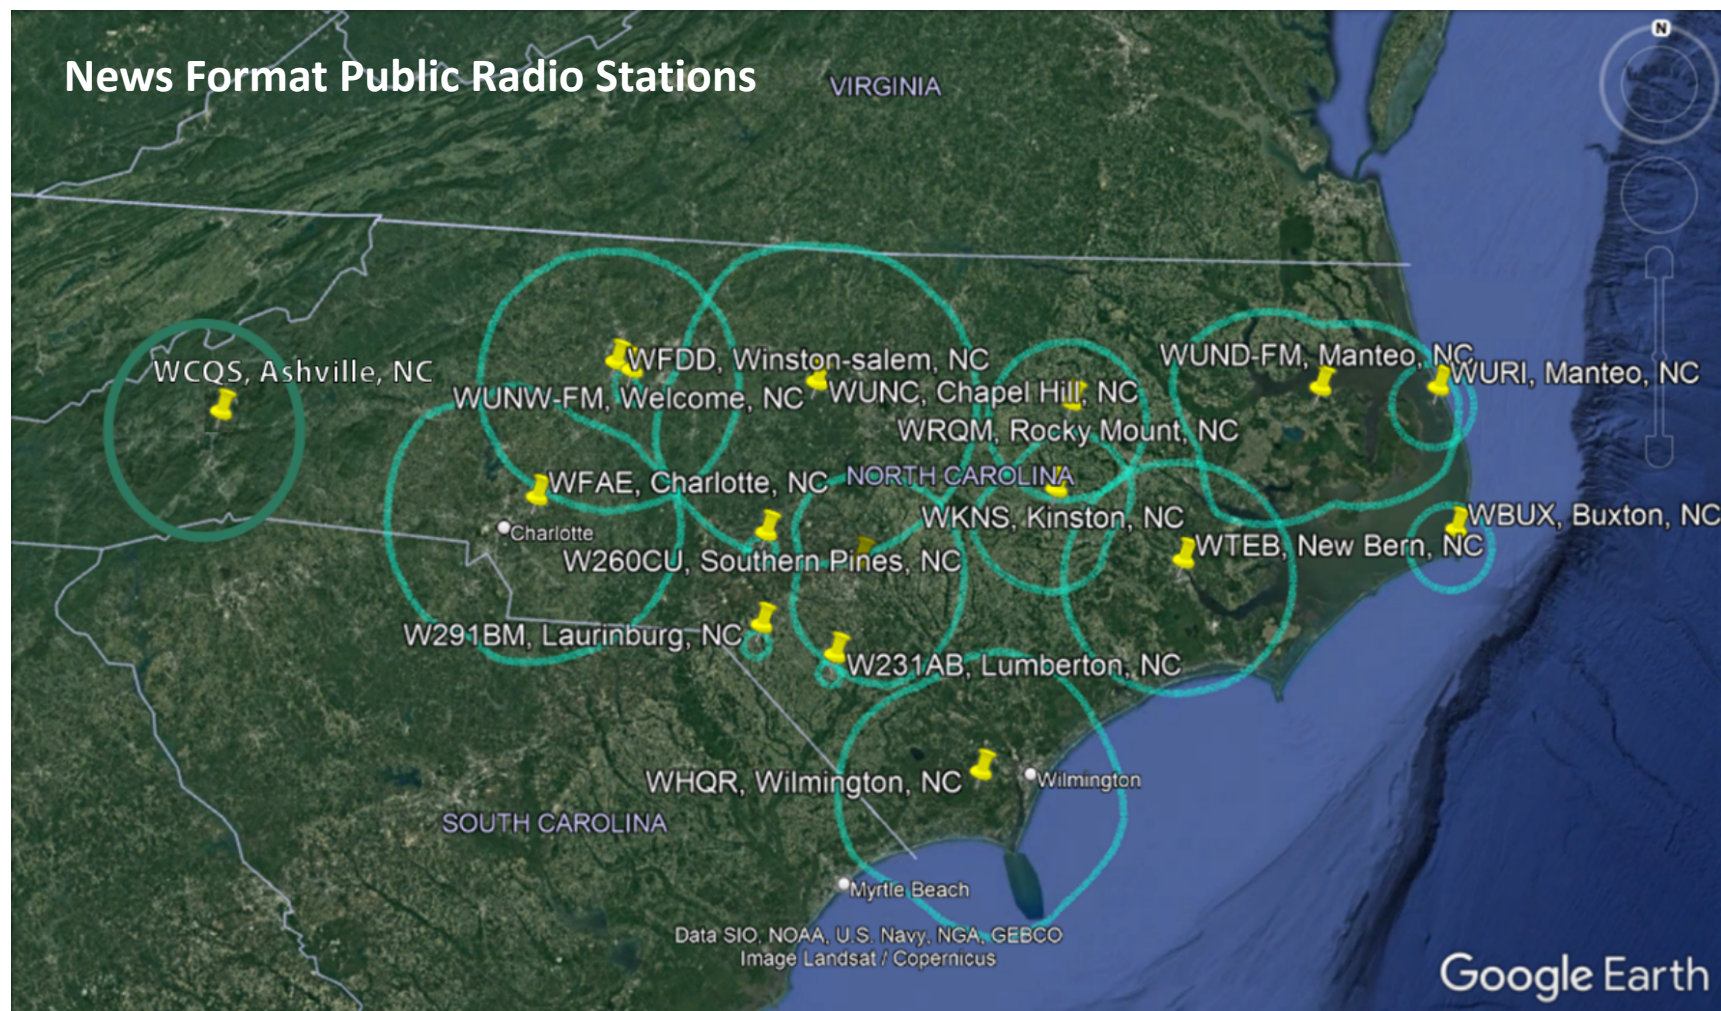 News Format Public Radio Stations
N
VIRGINIA
WCQS, Ashville, NC
WFDD, Winston-salem, NC
WUND-FM, Manteo, NC
WURI, Manteo, NC
WUNW-FM, Welcome, NC
WUNC, Chapel Hill, NC
WRQM, Rocky Mount, NC
NORTH CAROLINA
WFAE, Charlotte, NC
WKNS, Kinston, NC
WBUX, Buxton, NC
Charlotte
WTEB, New Bern, NC
W260CU, Southern Pines, NC
W291BM, Laurinburg, NC
W231AB, Lumberton, NC
WHQR, Wilmington, NC
Wilmington
SOUTH CAROLINA
Myrtle Beach
Data SIO, NOAA, U.S. Navy, NGA, GEBCO
Image Landsat / Copernicus
Google Earth